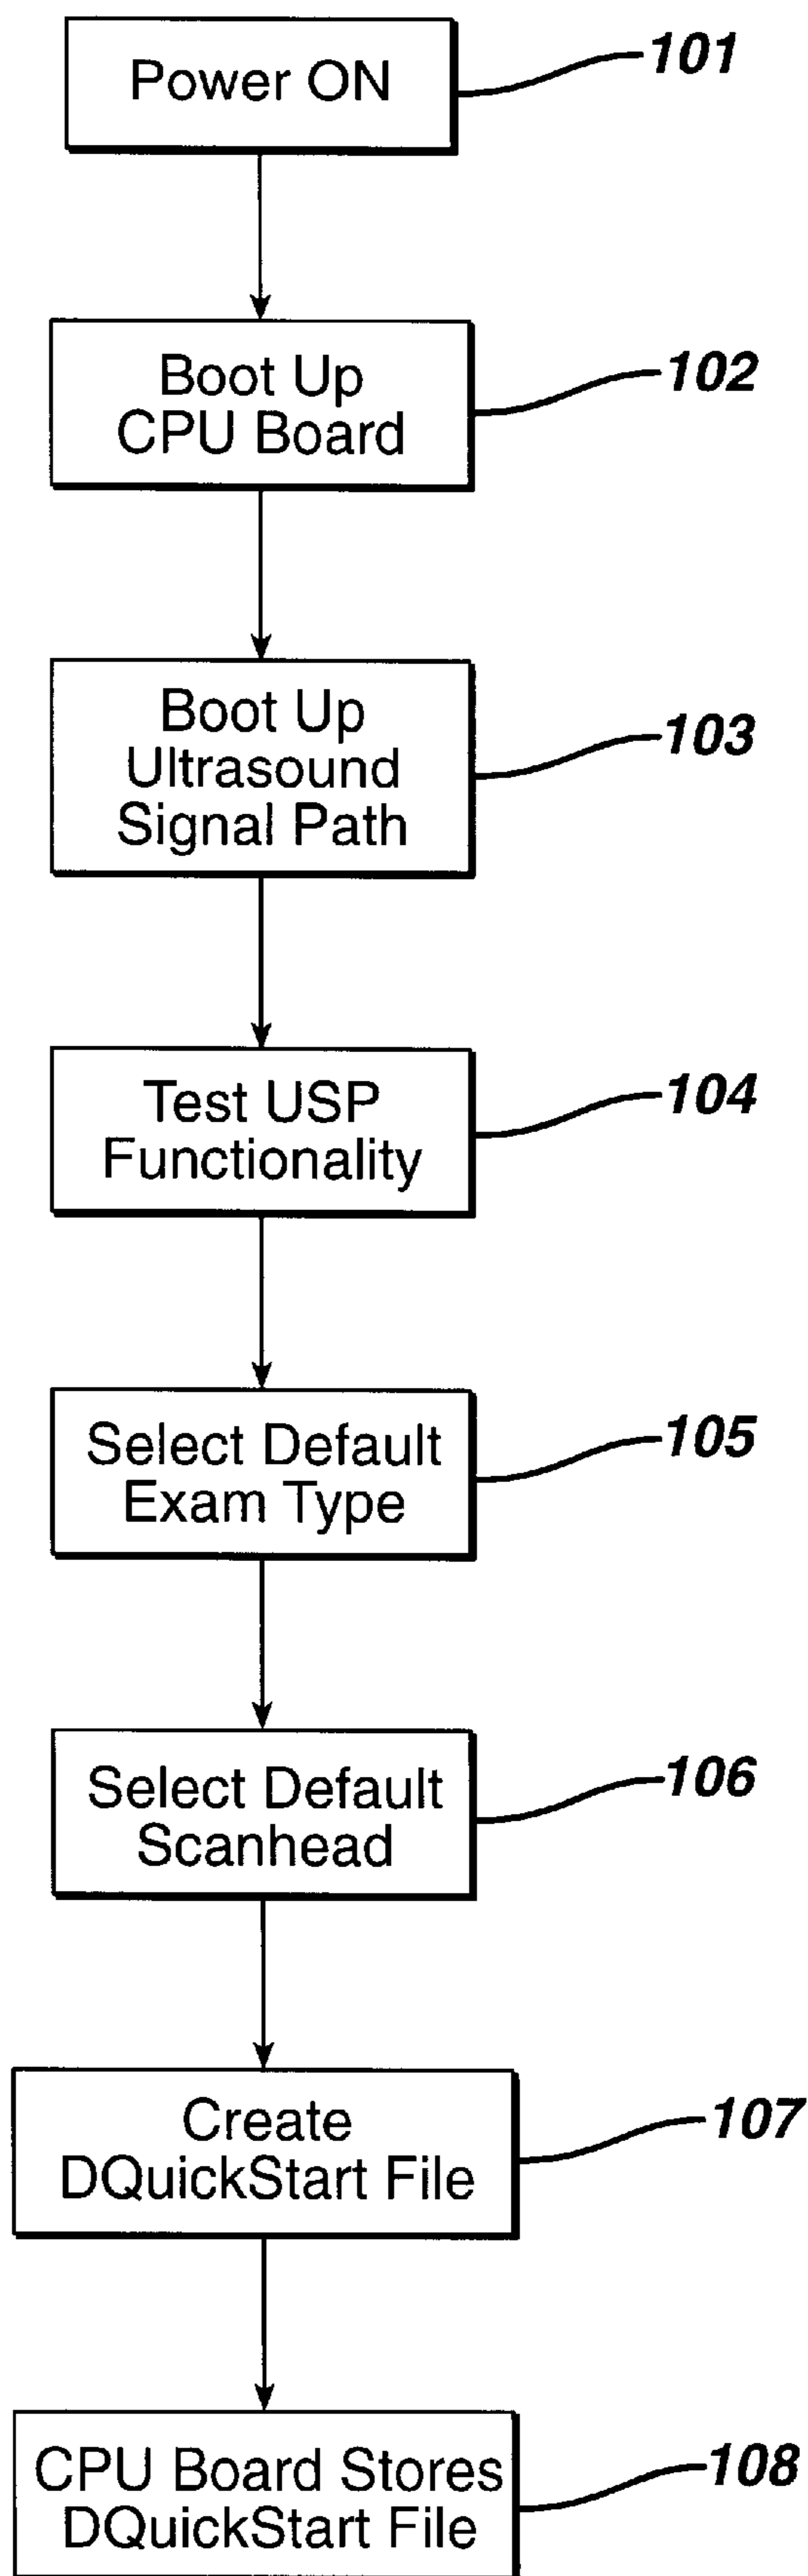 Power ON
101
Boot Up
CPU Board
102
Boot Up
Ultrasound
Signal Path
103
Test USP
Functionality
104
Select Default
Exam Type
105
Select Default
Scanhead
106
Create
DQuickStart File
107
CPU Board Stores
DQuickStart File
108